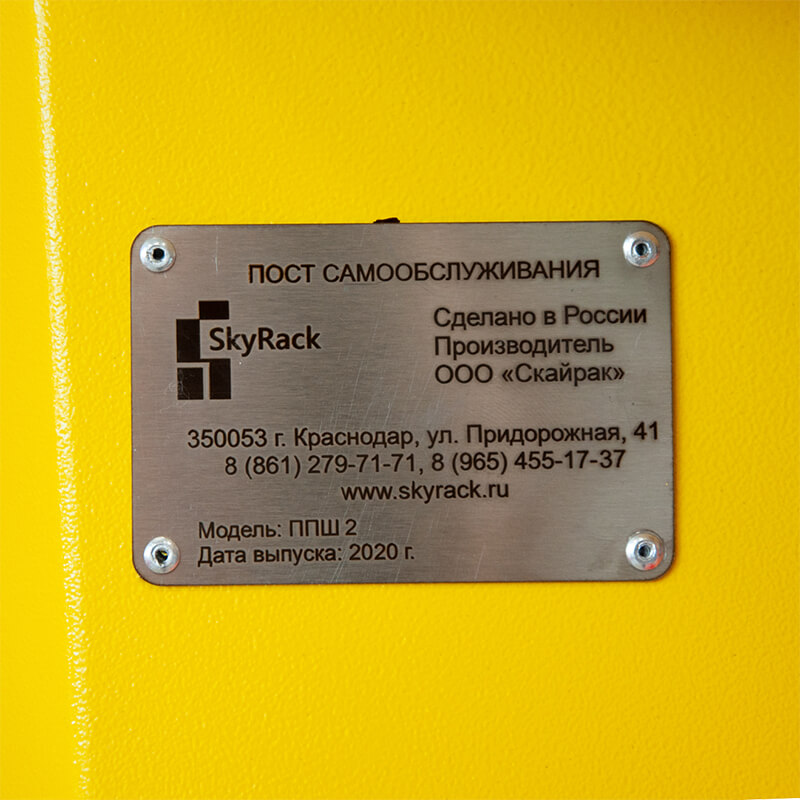 ПОСТ САМООБСЛУЖИВАНИЯ
SkyRack
Сделано в России
Производитель
ООО «Скайрак»
350053 г. Краснодар, ул. Придорожная, 41
8 (861) 279-71-71, 8 (965) 455-17-37
www.skyrack.ru
Модель: ППШ 2
Дата выпуска: 2020 г.